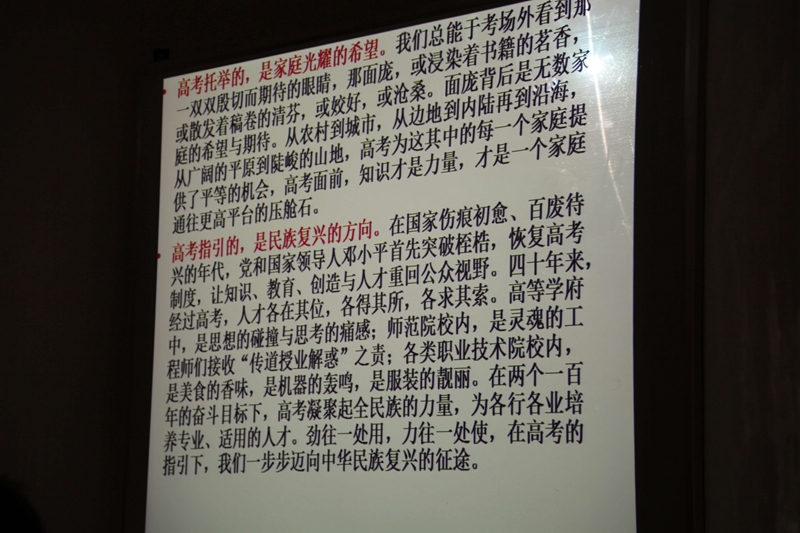 • 高考托举的，是家庭光耀的希望。我们总能于考场外看到那
一双双殷切而期待的眼睛，那面庞，或浸染着书籍的茗香，
或散发着稿卷的清芬，或姣好，或沧桑。面庞背后是无数家
庭的希望与期待。从农村到城市，从边地到内陆再到沿海，
从广阔的平原到陡峻的山地，高考为这其中的每一个家庭提
供了平等的机会，高考面前，知识才是力量，才是一个家庭
通往更高平台的压舱石。
• 高考指引的，是民族复兴的方向。在国家伤痕初愈、百废待
兴的年代，党和国家领导人邓小平首先突破桎梏，恢复高考
制度，让知识、教育、创造与人才重回公众视野。四十年来，
经过高考，人才各在其位，各得其所，各求其索。高等学府
中，是思想的碰撞与思考的痛感；师范院校内，是灵魂的工
程师们接收“传道授业解惑”之责；各类职业技术院校内，
是美食的香味，是机器的轰鸣，是服装的靓丽。在两个一百
年的奋斗目标下，高考凝聚起全民族的力量，为各行各业培
养专业、适用的人才。劲往一处用，力往一处使，在高考的
指引下，我们一步步迈向中华民族复兴的征途。